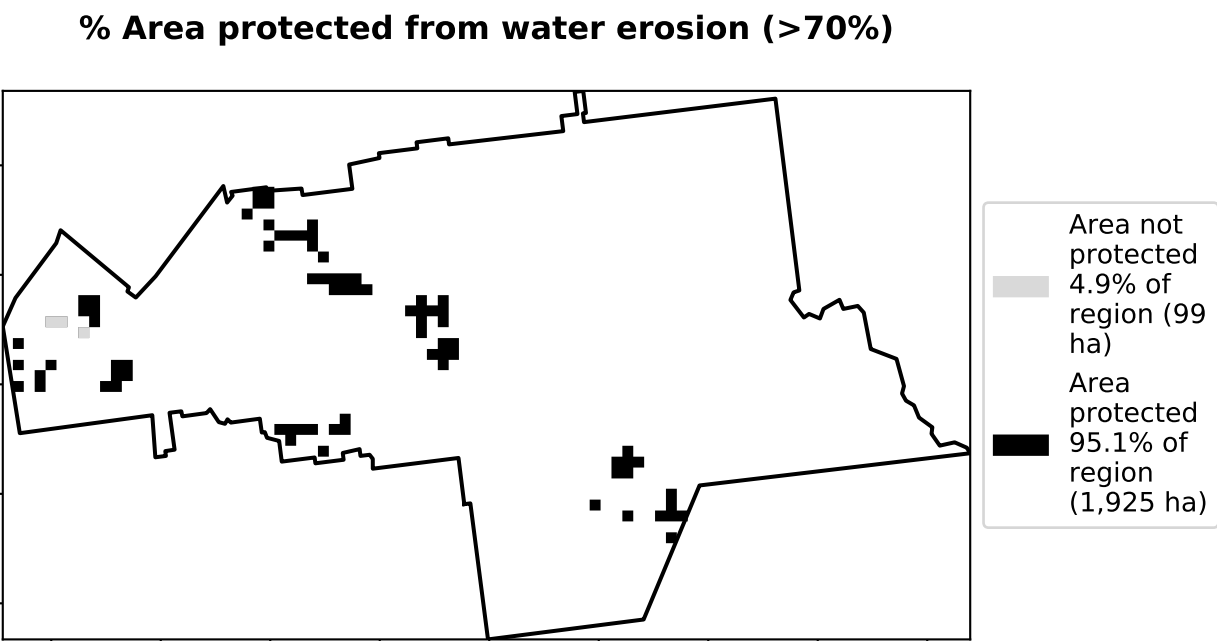 % Area protected from water erosion (>70%)
Area not
protected
4.9% of
region (99
ha)
Area
protected
95.1% of
region
(1,925 ha)